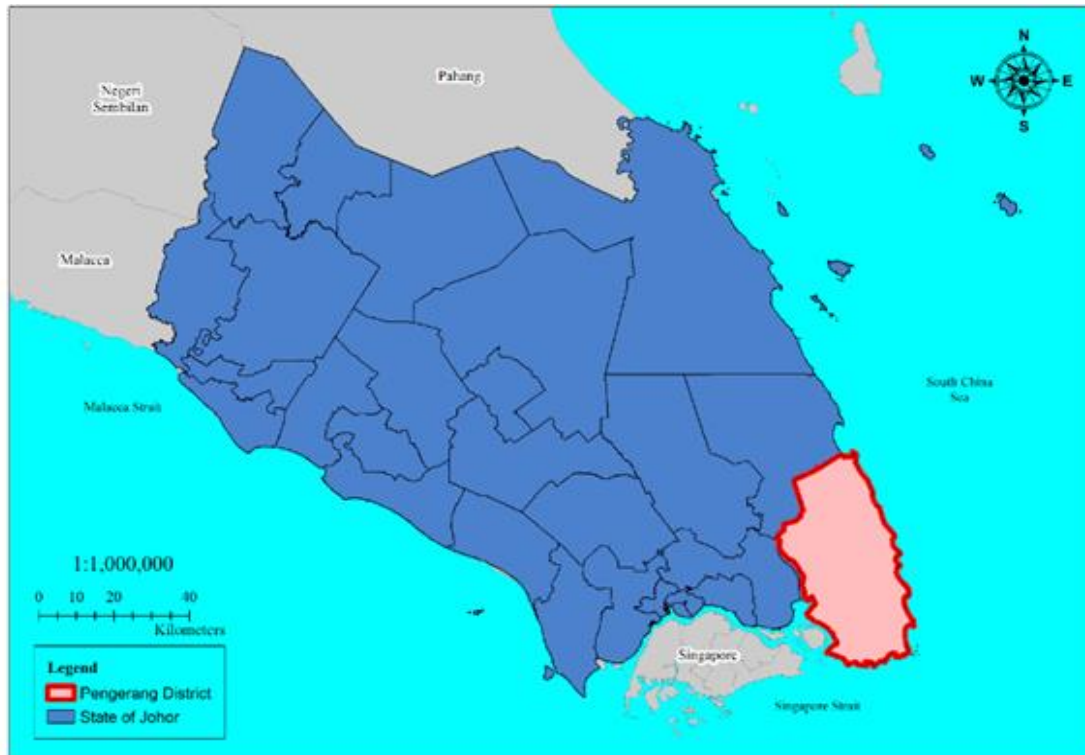 N
W E
S
Pahang
Negeri
Sembilan
Malacca
South China
Sea
Malacca Strait
1:1,000,000
0 10 20 40
Kilometers
Singapore
Singapore Strait
Legend
Pengerang District
State of Johor